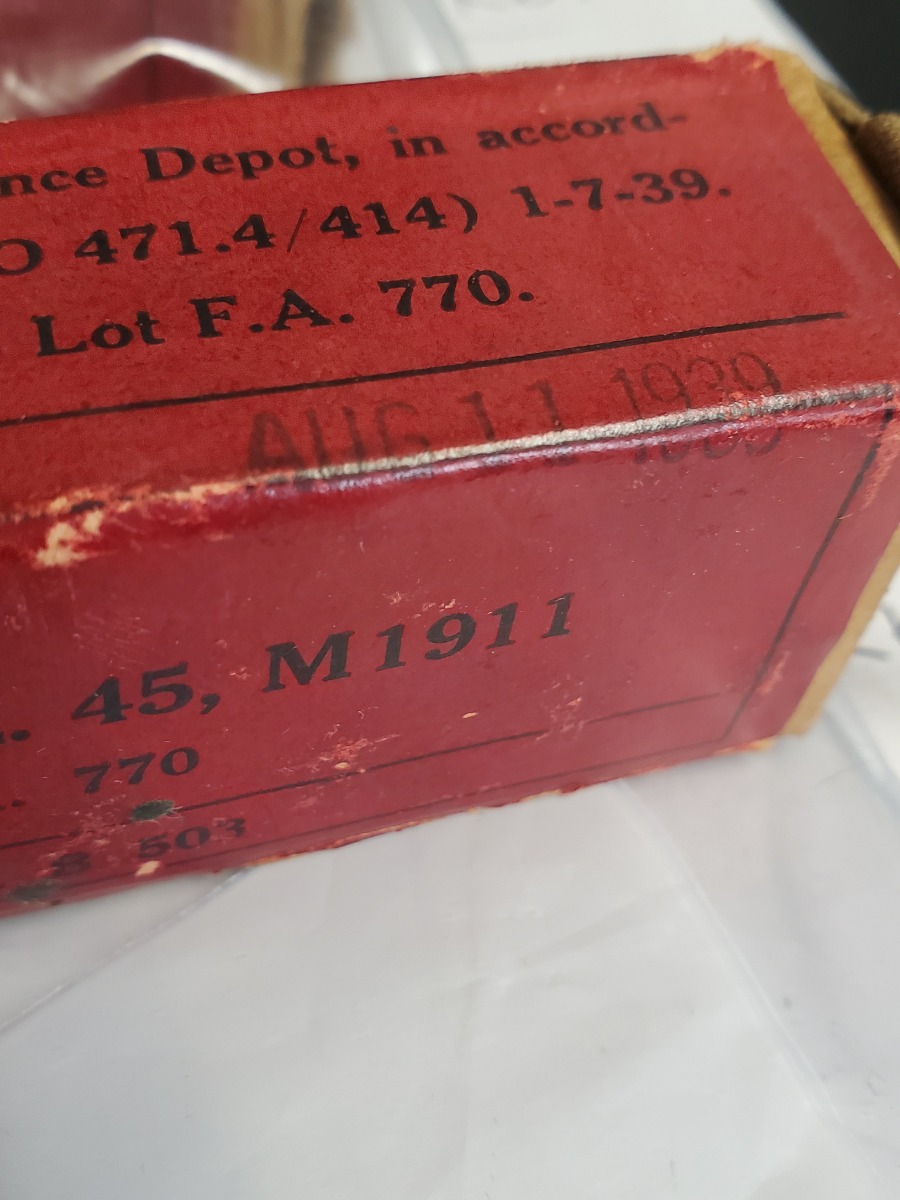 nce Depot, in accord-
O 471.4/414) 1-7-39.
Lot F.A. 770.
AUG 11 1939
. 45, M1911
. 770
8 503